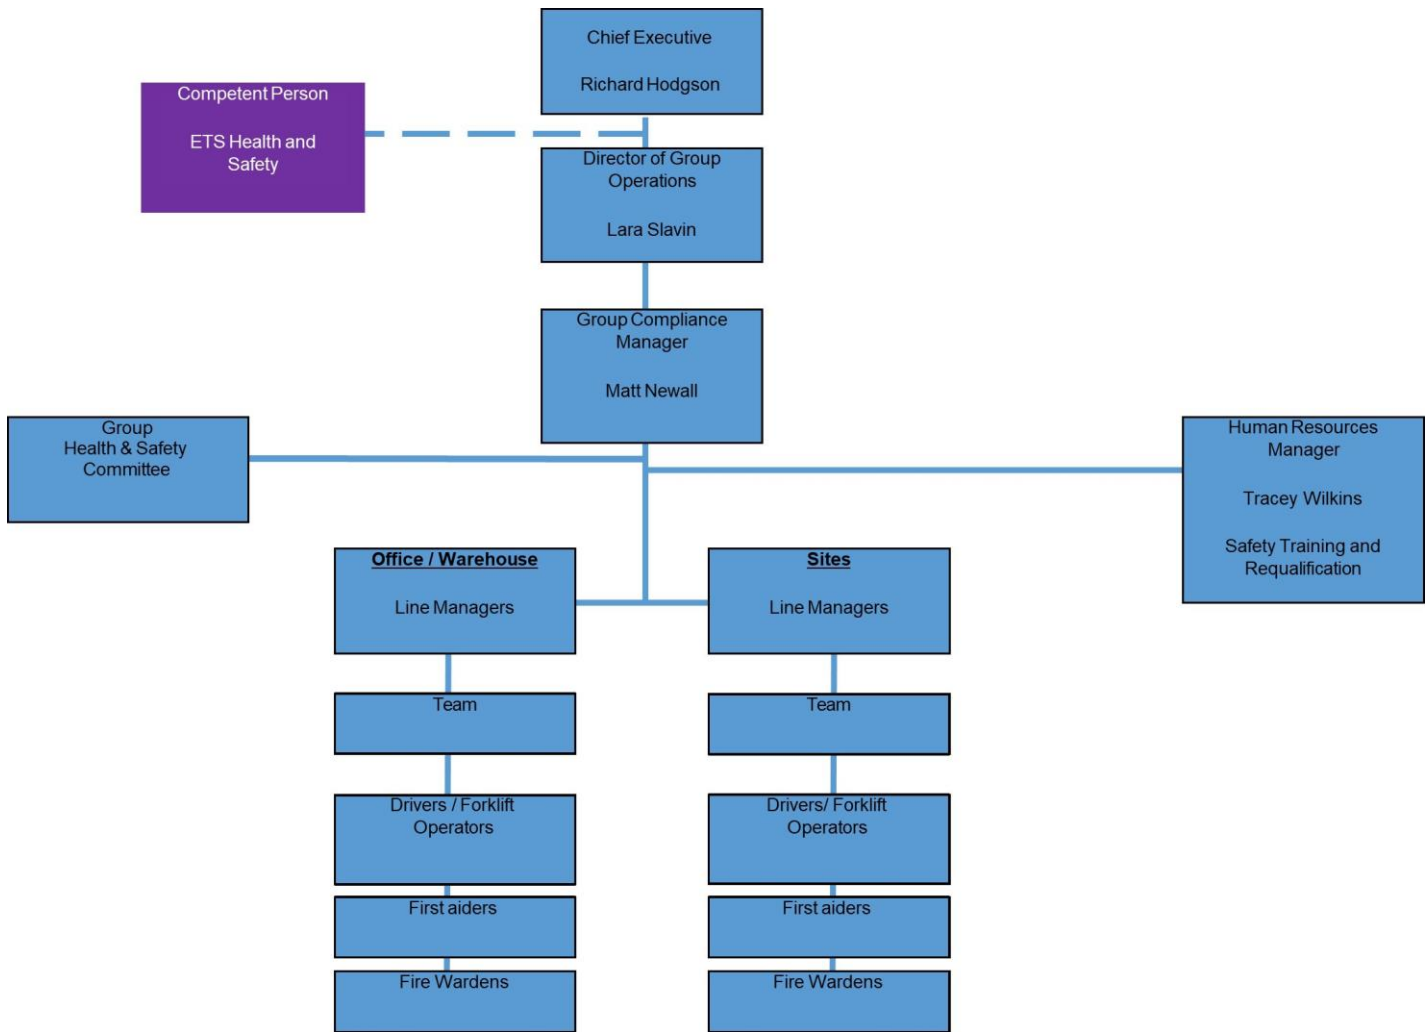 Chief Executive
Richard Hodgson
Competent Person
ETS Health and
Safety
Director of Group
Operations
Lara Slavin
Group Compliance
Manager
Matt Newall
Group
Health & Safety
Committee
Human Resources
Manager
Tracey Wilkins
Safety Training and
Requalification
Office / Warehouse
Line Managers
Team
Drivers / Forklift
Operators
First aiders
Fire Wardens
Sites
Line Managers
Team
Drivers/ Forklift
Operators
First aiders
Fire Wardens